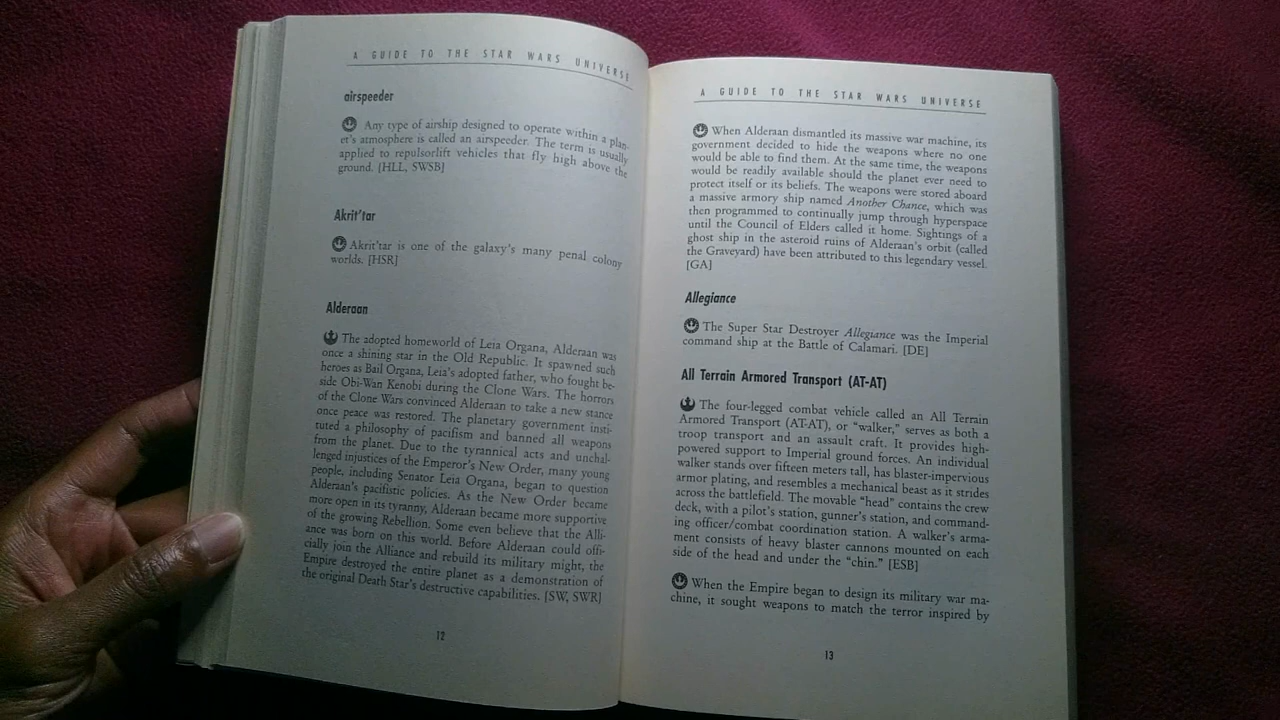 A GUIDE TO THE STAR WARS UNIVERSE
airspeeder
Any type of airship designed to operate within a plan-
et's atmosphere is called an airspeeder. The term is usually
applied to repulsorlift vehicles that fly high above the
ground. [HLL, SWSB]
Akrit'tar
Akrit'tar is one of the galaxy's many penal colony
worlds. [HSR]
Alderaan
The adopted homeworld of Leia Organa, Alderaan was
once a shining star in the Old Republic. It spawned such
heroes as Bail Organa, Leia's adopted father, who fought be-
side Obi-Wan Kenobi during the Clone Wars. The horrors
of the Clone Wars convinced Alderaan to take a new stance
once peace was restored. The planetary government insti-
tuted a philosophy of pacifism and banned all weapons
from the planet. Due to the tyrannical acts and unchal-
lenged injustices of the Emperor's New Order, many young
people, including Senator Leia Organa, began to question
Alderaan's pacifistic policies. As the New Order became
more open in its tyranny, Alderaan became more supportive
of the growing Rebellion. Some even believe that the Alli-
ance was born on this world. Before Alderaan could offi-
cially join the Alliance and rebuild its military might, the
Empire destroyed the entire planet as a demonstration of
the original Death Star's destructive capabilities. [SW, SWR]
12
A GUIDE TO THE STAR WARS UNIVERSE
When Alderaan dismantled its massive war machine, its
government decided to hide the weapons where no one
would be able to find them. At the same time, the weapons
would be readily available should the planet ever need to
protect itself or its beliefs. The weapons were stored aboard
a massive armory ship named Another Chance, which was
then programmed to continually jump through hyperspace
until the Council of Elders called it home. Sightings of a
ghost ship in the asteroid ruins of Alderaan's orbit (called
the Graveyard) have been attributed to this legendary vessel.
[GA]
Allegiance
The Super Star Destroyer Allegiance was the Imperial
command ship at the Battle of Calamari. [DE]
All Terrain Armored Transport (AT-AT)
The four-legged combat vehicle called an All Terrain
Armored Transport (AT-AT), or "walker," serves as both a
troop transport and an assault craft. It provides high-
powered support to Imperial ground forces. An individual
walker stands over fifteen meters tall, has blaster-impervious
armor plating, and resembles a mechanical beast as it strides
across the battlefield. The movable "head" contains the crew
deck, with a pilot's station, gunner's station, and command-
ing officer/combat coordination station. A walker's arma-
ment consists of heavy blaster cannons mounted on each
side of the head and under the "chin." [ESB]
When the Empire began to design its military war ma-
chine, it sought weapons to match the terror inspired by
13